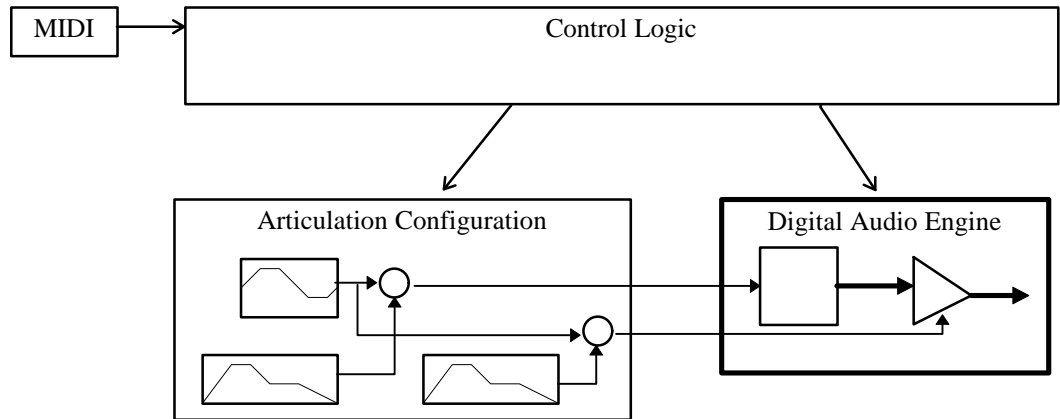 MIDI
Control Logic
Articulation Configuration
Digital Audio Engine